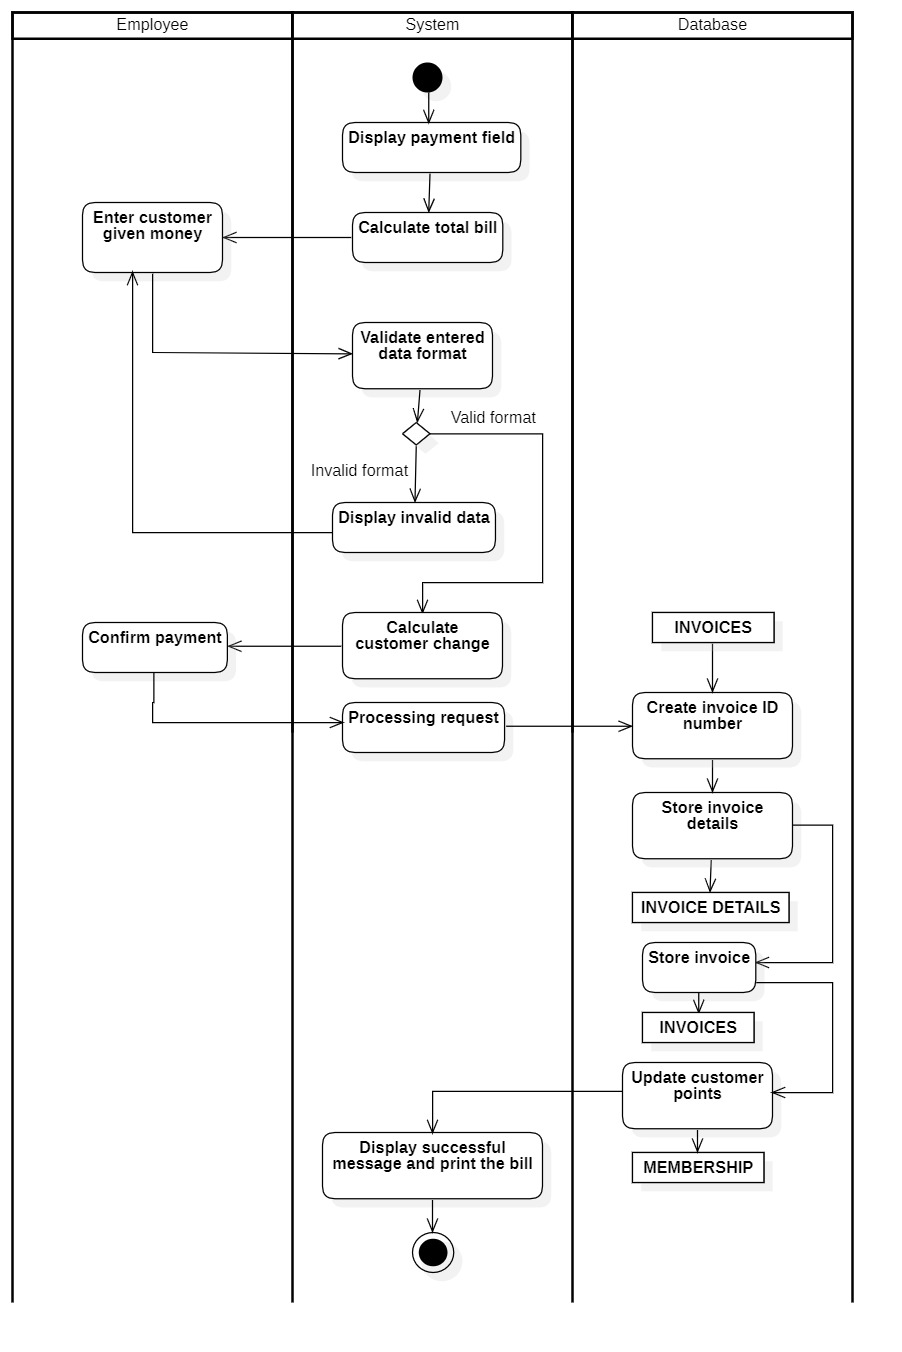 Employee
System
Database
Display payment field
Enter customer
given money
Calculate total bill
Validate entered
data format
Valid format
Invalid format
Display invalid data
Calculate
customer change
Confirm payment
INVOICES
Processing request
Create invoice ID
number
Store invoice
details
INVOICE DETAILS
Store invoice
INVOICES
Update customer
points
Display successful
message and print the bill
MEMBERSHIP